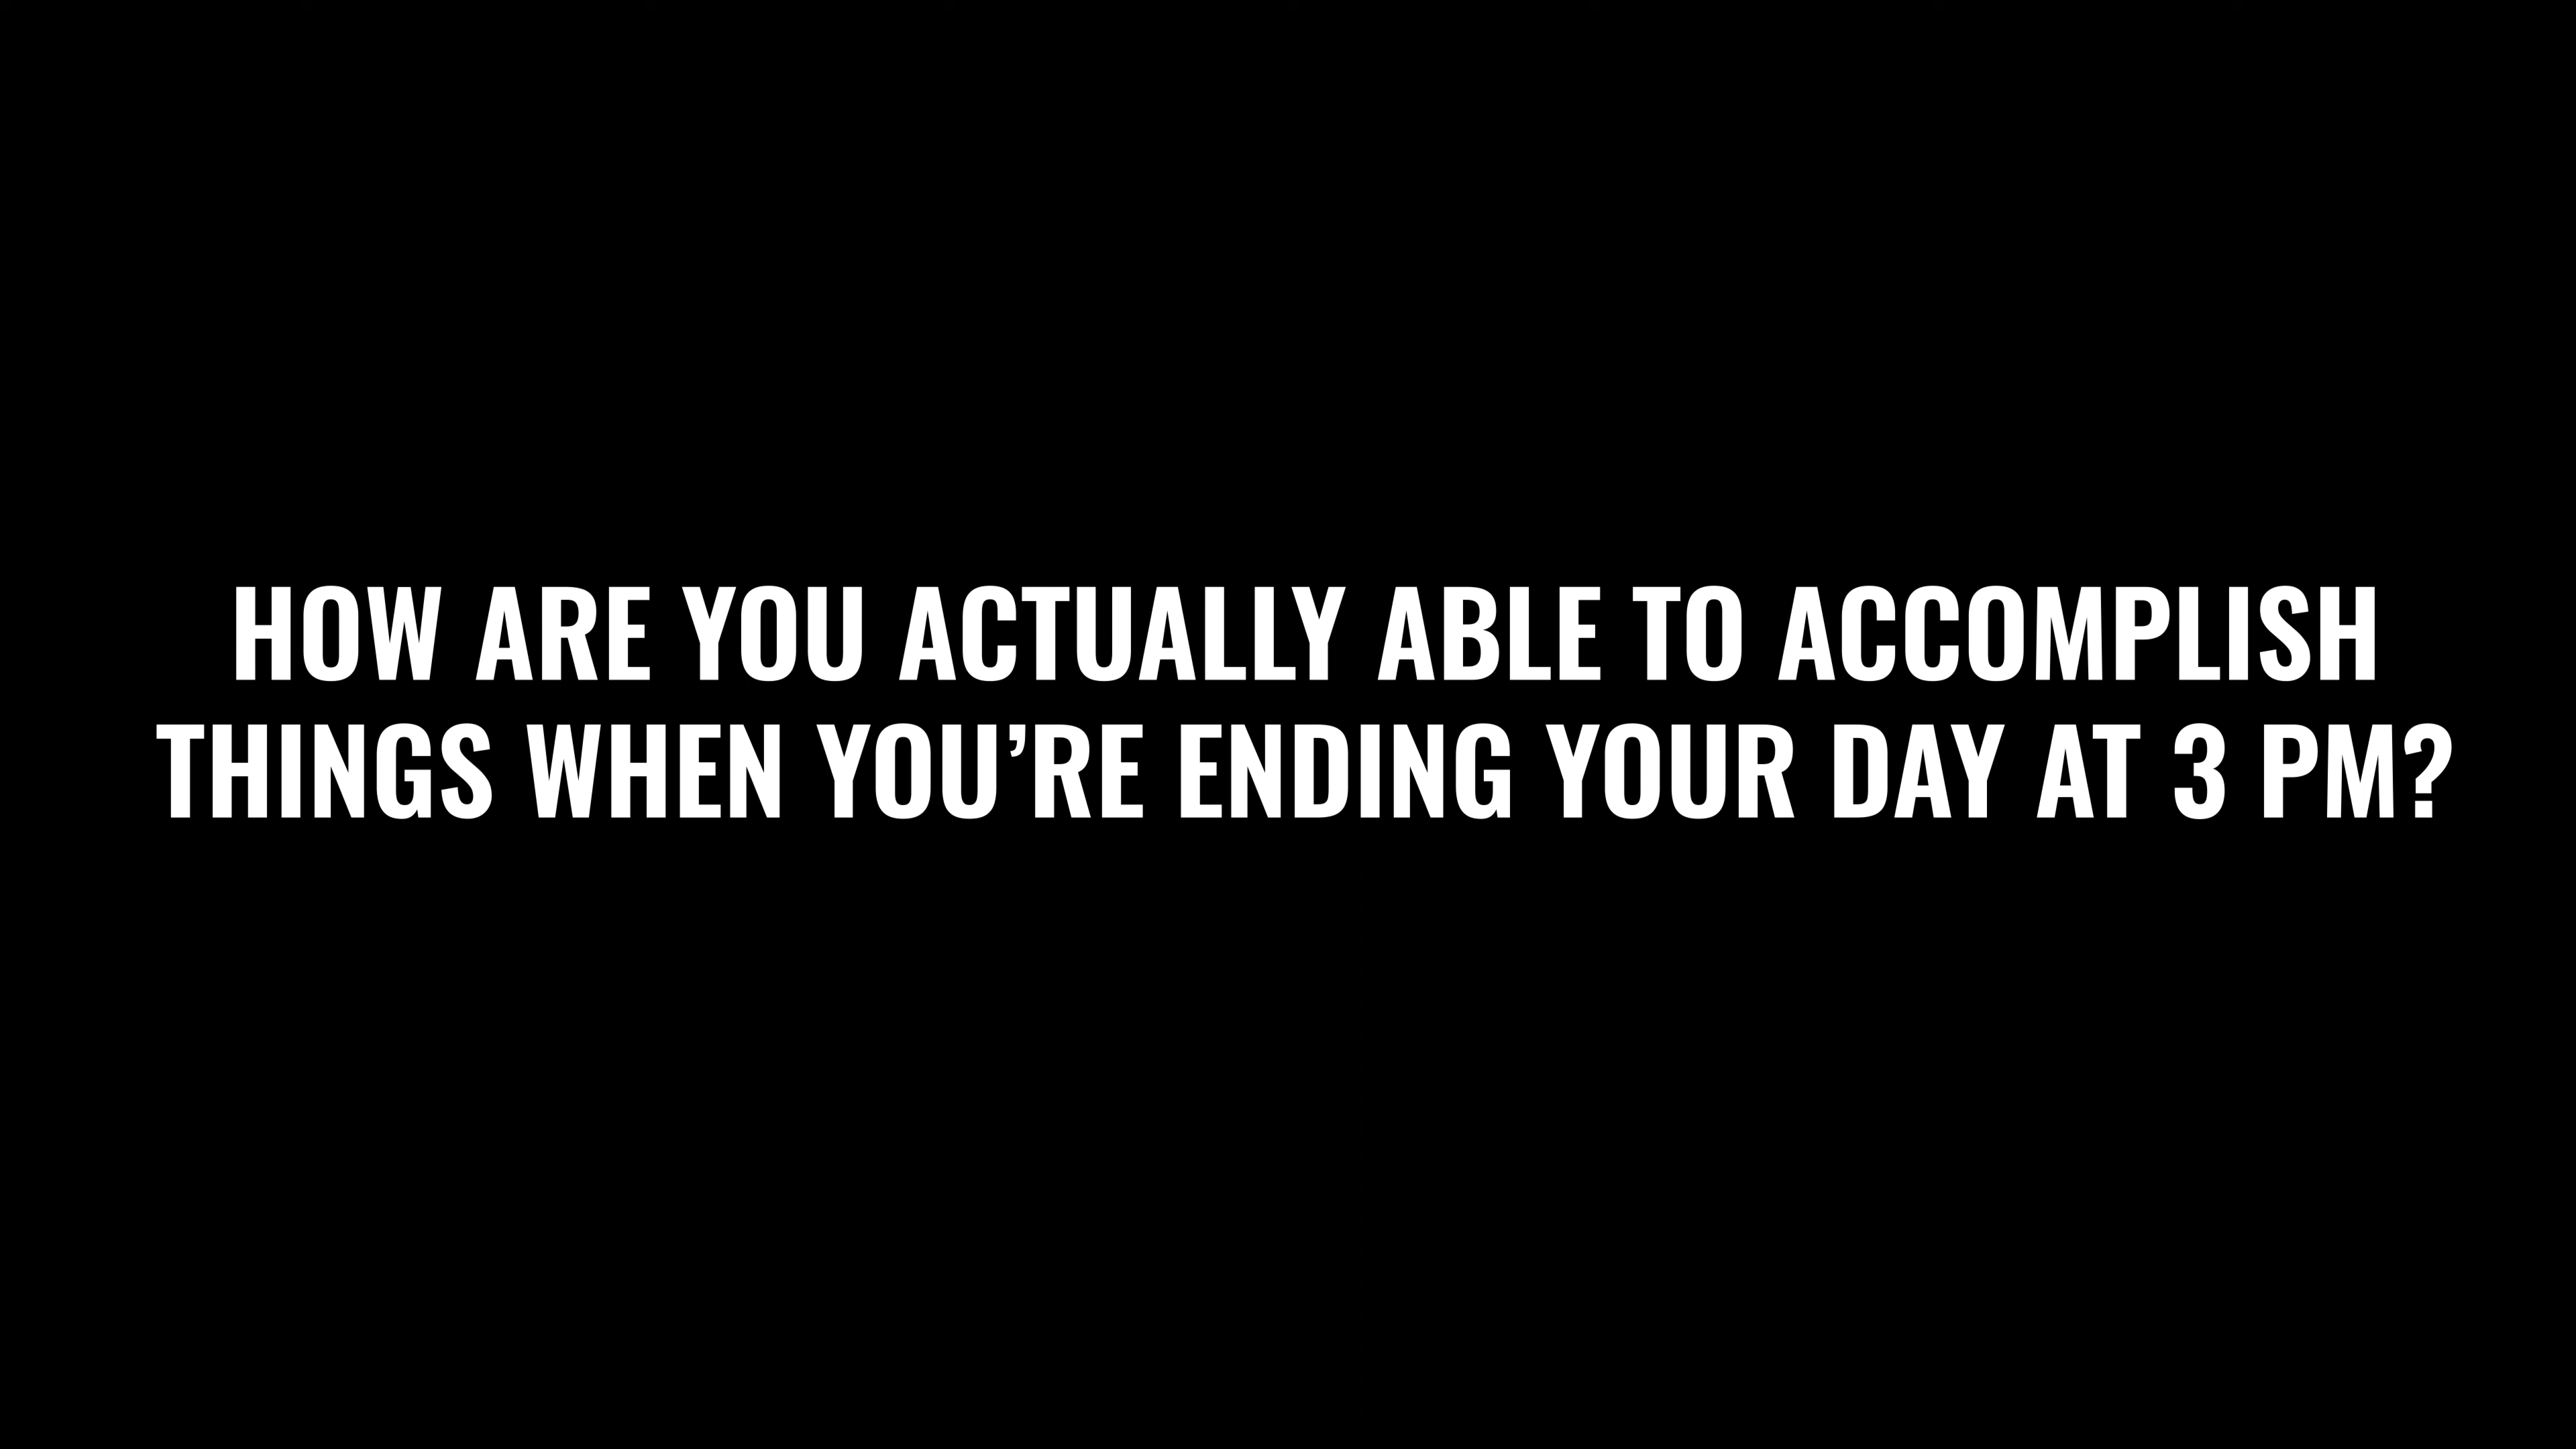 HOW ARE YOU ACTUALLY ABLE TO ACCOMPLISH
THINGS WHEN YOU’RE ENDING YOUR DAY AT 3 PM?